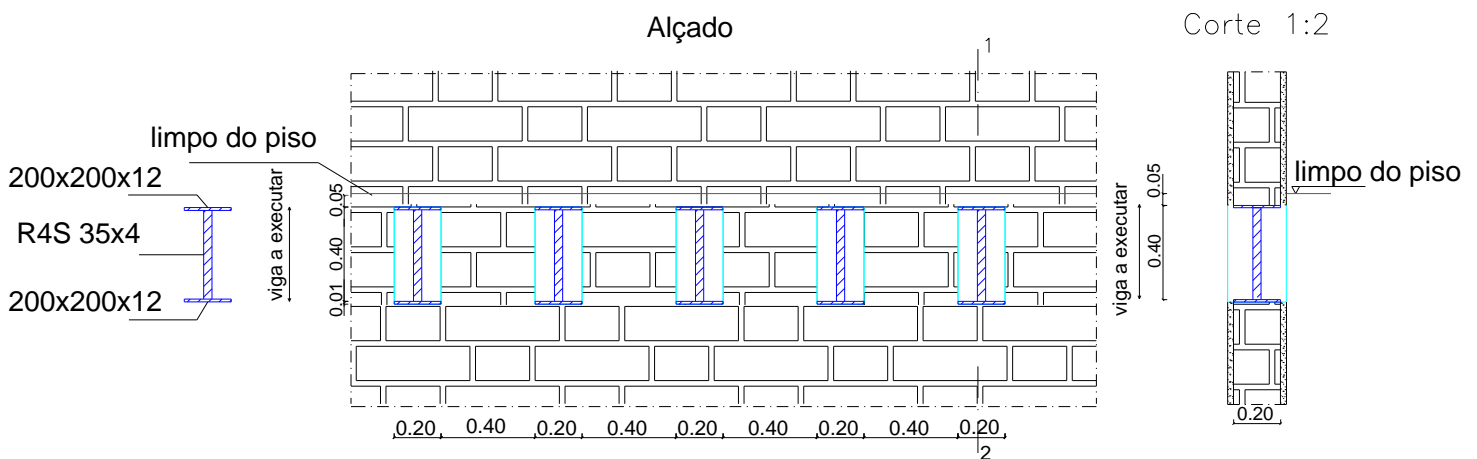 Alçado
Corte 1:2
1
limpo do piso
200x200x12
R4S 35x4
200x200x12
viga a executar
0.05
0.40
0.01
viga a executar
0.05
0.40
limpo do piso
0.20 0.40 0.20 0.40 0.20 0.40 0.20 0.40 0.20
2
0.20